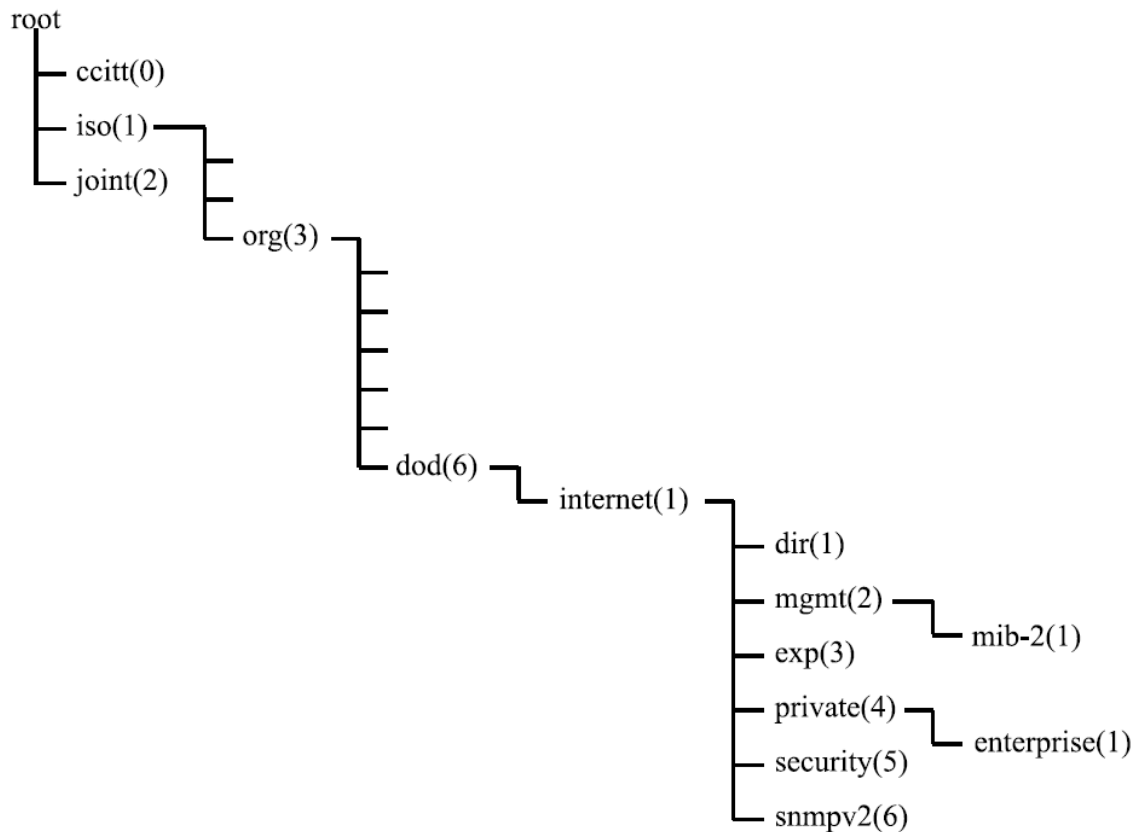 root
ccitt(0)
iso(1)
joint(2)
org(3)
dod(6)
internet(1)
dir(1)
mgmt(2)
mib-2(1)
exp(3)
private(4)
enterprise(1)
security(5)
snmpv2(6)